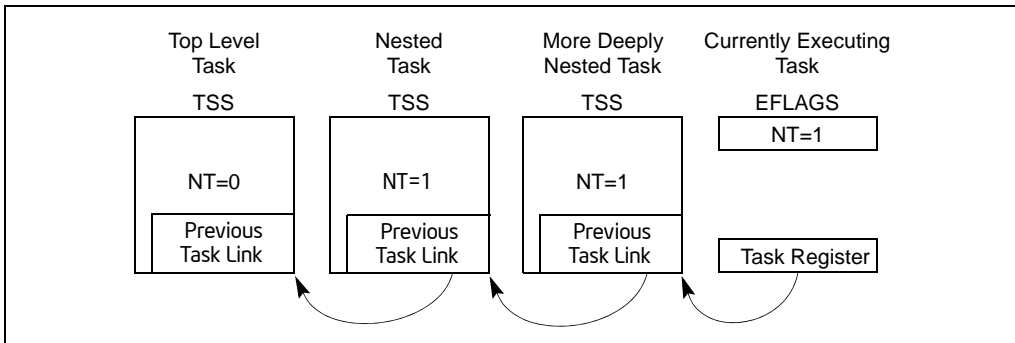 Top Level
Task
TSS
NT=0
Previous
Task Link
Nested
Task
TSS
NT=1
Previous
Task Link
More Deeply
Nested Task
TSS
NT=1
Previous
Task Link
Currently Executing
Task
EFLAGS
NT=1
Task Register